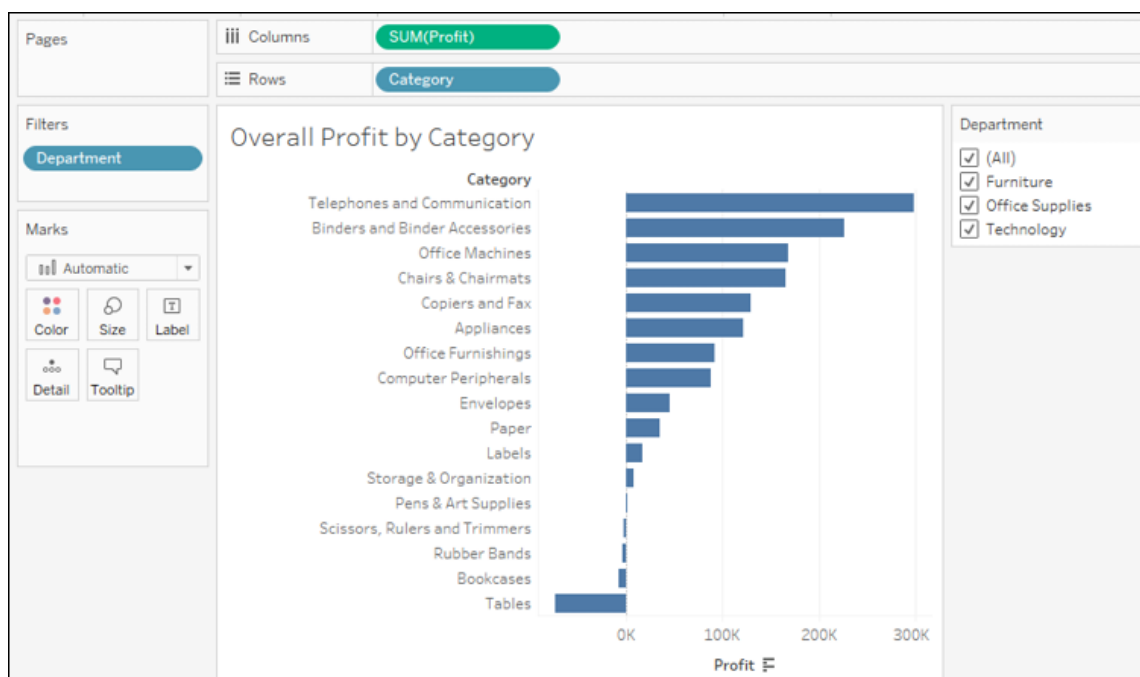 Pages
Columns
SUM(Profit)
Rows
Category
Filters
Department
Marks
Automatic
Color
Size
Label
Detail
Tooltip
Overall Profit by Category
Category
Telephones and Communication
Binders and Binder Accessories
Office Machines
Chairs & Chairmats
Copiers and Fax
Appliances
Office Furnishings
Computer Peripherals
Envelopes
Paper
Labels
Storage & Organization
Pens & Art Supplies
Scissors, Rulers and Trimmers
Rubber Bands
Bookcases
Tables
0K 100K 200K 300K
Profit
Department
(All)
Furniture
Office Supplies
Technology